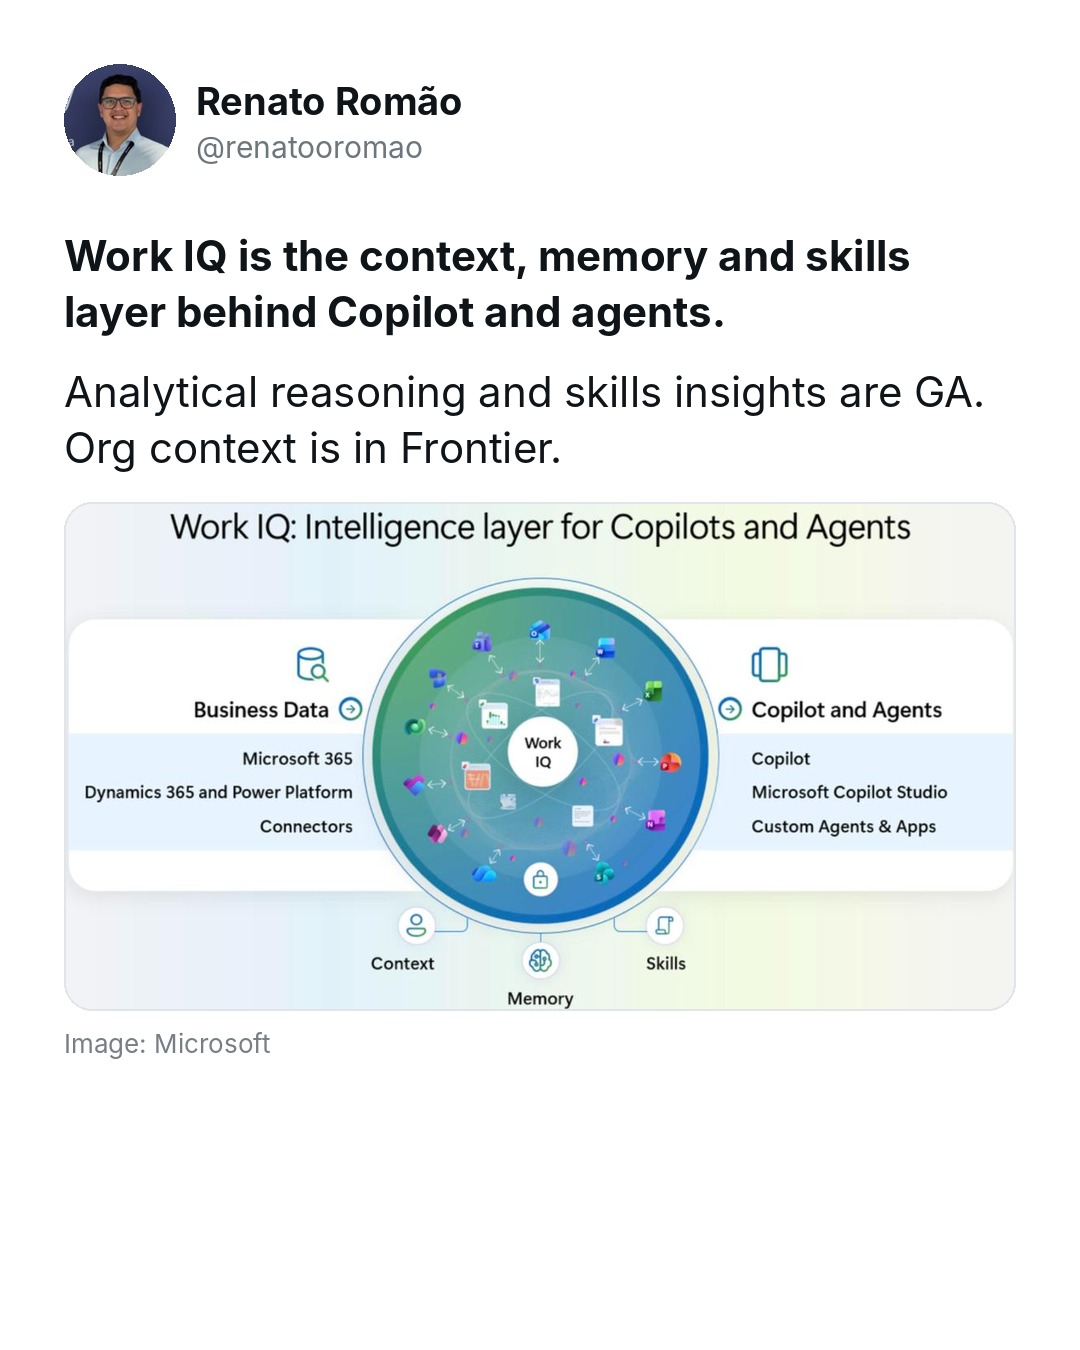 Renato Romão
@renatooromao
Work IQ is the context, memory and skills
layer behind Copilot and agents.
Analytical reasoning and skills insights are GA.
Org context is in Frontier.
Work IQ: Intelligence layer for Copilots and Agents
Business Data
Microsoft 365
Dynamics 365 and Power Platform
Connectors
Work
IQ
Copilot and Agents
Copilot
Microsoft Copilot Studio
Custom Agents & Apps
Context
Memory
Skills
Image: Microsoft